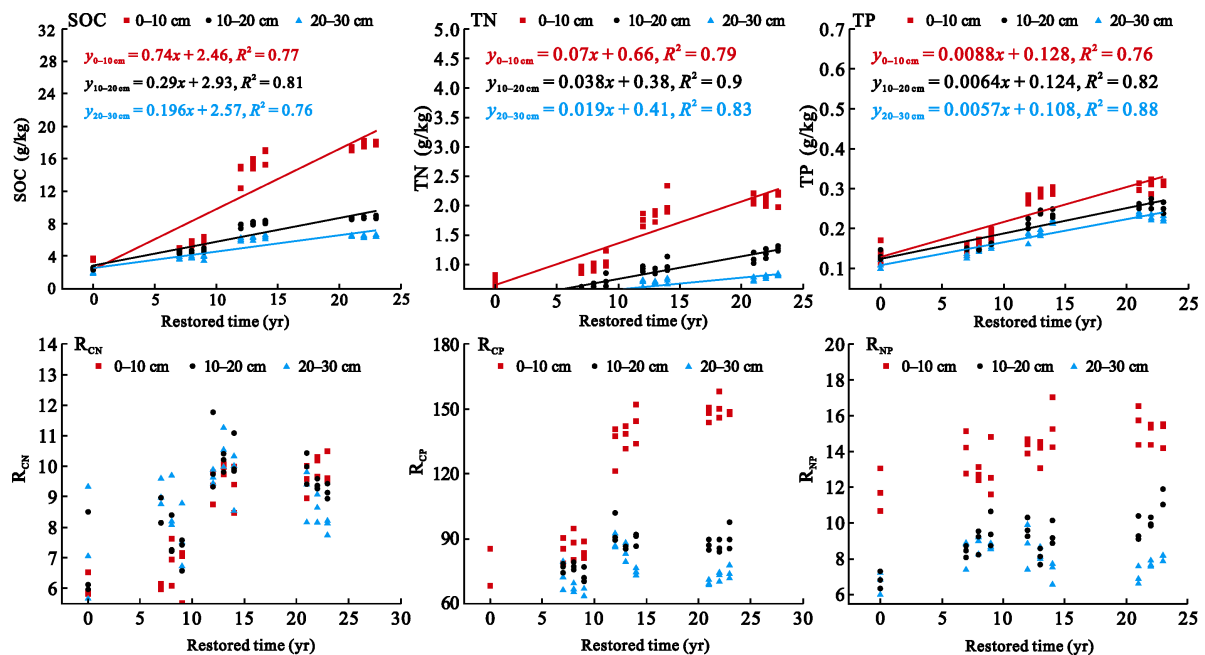 SOC
0–10 cm 10–20 cm 20–30 cm
y0–10 cm = 0.74x + 2.46, R² = 0.77
y10–20 cm = 0.29x + 2.93, R² = 0.81
y20–30 cm = 0.196x + 2.57, R² = 0.76
SOC (g/kg)
32
28
24
20
16
12
8
4
0
0 5 10 15 20 25
Restored time (yr)
TN
0–10 cm 10–20 cm 20–30 cm
y0–10 cm = 0.07x + 0.66, R² = 0.79
y10–20 cm = 0.038x + 0.38, R² = 0.9
y20–30 cm = 0.019x + 0.41, R² = 0.83
TN (g/kg)
5.0
4.5
4.0
3.5
3.0
2.5
2.0
1.5
1.0
0 5 10 15 20 25
Restored time (yr)
TP
0–10 cm 10–20 cm 20–30 cm
y0–10 cm = 0.0088x + 0.128, R² = 0.76
y10–20 cm = 0.0064x + 0.124, R² = 0.82
y20–30 cm = 0.0057x + 0.108, R² = 0.88
TP (g/kg)
0.7
0.6
0.5
0.4
0.3
0.2
0.1
0 5 10 15 20 25
Restored time (yr)
RCN
0–10 cm 10–20 cm 20–30 cm
RCN
14
13
12
11
10
9
8
7
6
0 5 10 15 20 25 30
Restored time (yr)
RCP
0–10 cm 10–20 cm 20–30 cm
RCP
180
150
120
90
60
0 5 10 15 20 25 30
Restored time (yr)
RNP
0–10 cm 10–20 cm 20–30 cm
RNP
20
18
16
14
12
10
8
6
0 5 10 15 20 25
Restored time (yr)